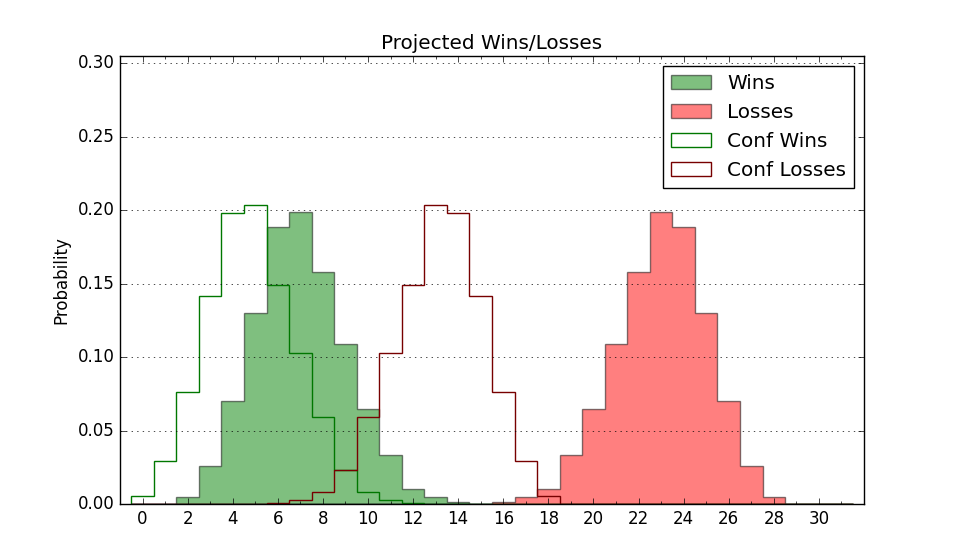 Projected Wins/Losses
Wins
Losses
Conf Wins
Conf Losses
Probability
0.30
0.25
0.20
0.15
0.10
0.05
0.00
0 2 4 6 8 10 12 14 16 18 20 22 24 26 28 30